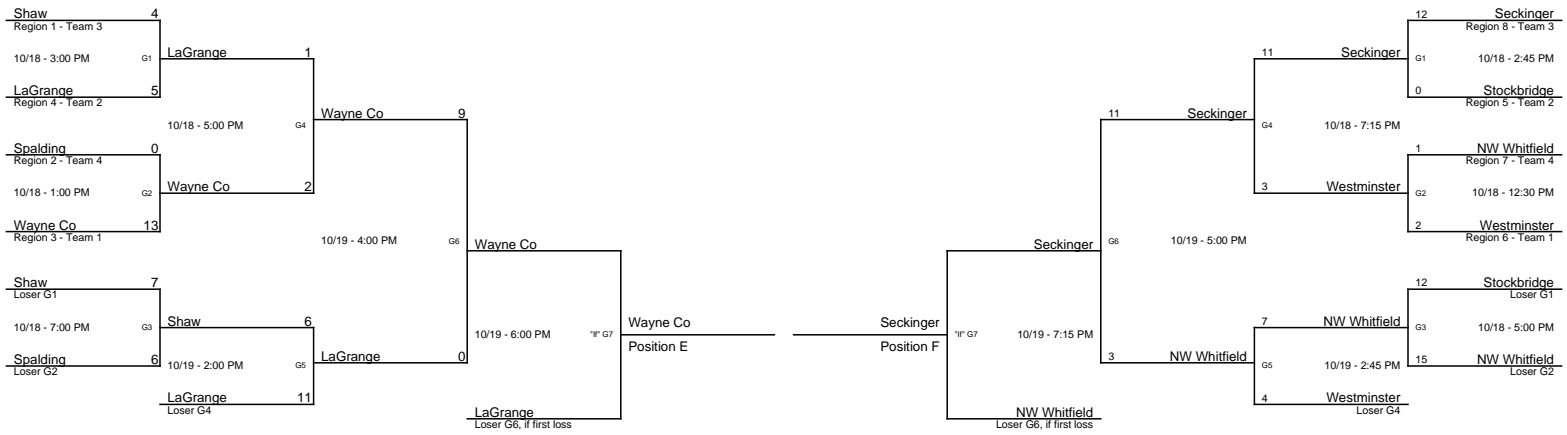 Shaw 4
Region 1 - Team 3
10/18 - 3:00 PM G1
LaGrange 1
LaGrange 5
Region 4 - Team 2
10/18 - 5:00 PM G4
Wayne Co 9
Spalding 0
Region 2 - Team 4
10/18 - 1:00 PM G2
Wayne Co 2
Wayne Co 13
Region 3 - Team 1
10/19 - 4:00 PM G6
Wayne Co
Shaw 7
Loser G1
10/18 - 7:00 PM G3
Shaw 6
Spalding 6
Loser G2
10/19 - 2:00 PM G5
LaGrange 0
LaGrange 11
Loser G4
10/19 - 6:00 PM "If" G7
Wayne Co
Position E
LaGrange
Loser G6, if first loss
12 Seckinger
Region 8 - Team 3
G1 10/18 - 2:45 PM
11 Seckinger
0 Stockbridge
Region 5 - Team 2
G4 10/18 - 7:15 PM
11 Seckinger
1 NW Whitfield
Region 7 - Team 4
G2 10/18 - 12:30 PM
3 Westminster
2 Westminster
Region 6 - Team 1
G6 10/19 - 5:00 PM
Seckinger
12 Stockbridge
Loser G1
G3 10/18 - 5:00 PM
7 NW Whitfield
15 NW Whitfield
Loser G2
G5 10/19 - 2:45 PM
3 NW Whitfield
4 Westminster
Loser G4
"If" G7 10/19 - 7:15 PM
Seckinger
Position F
NW Whitfield
Loser G6, if first loss